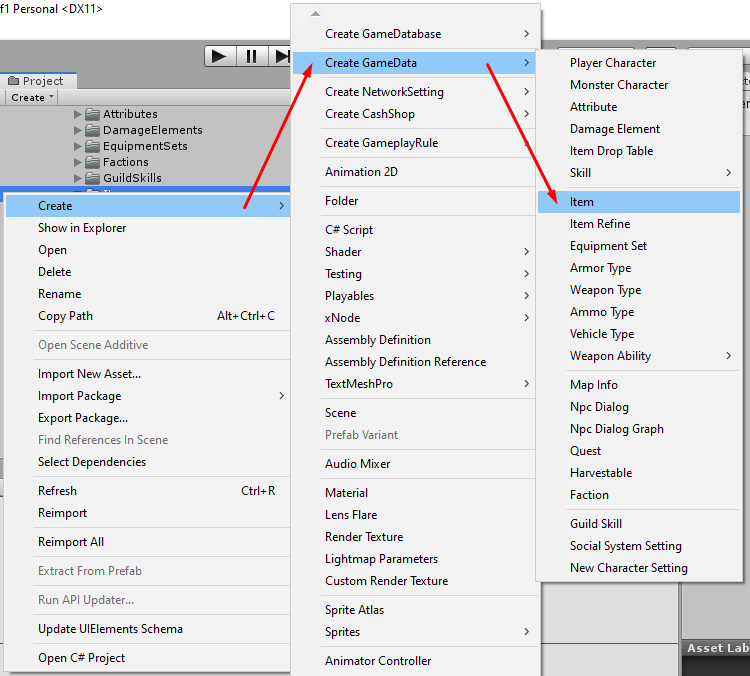 f1 Personal <DX11>
Project
Create
Attributes
DamageElements
EquipmentSets
Factions
GuildSkills
Create
Show in Explorer
Open
Delete
Rename
Copy Path Alt+Ctrl+C
Open Scene Additive
Import New Asset...
Import Package
Export Package...
Find References In Scene
Select Dependencies
Refresh Ctrl+R
Reimport
Reimport All
Extract From Prefab
Run API Updater...
Update UIElements Schema
Open C# Project
Create GameDatabase
Create GameData
Create NetworkSetting
Create CashShop
Create GameplayRule
Animation 2D
Folder
C# Script
Shader
Testing
Playables
xNode
Assembly Definition
Assembly Definition Reference
TextMeshPro
Scene
Prefab Variant
Audio Mixer
Material
Lens Flare
Render Texture
Lightmap Parameters
Custom Render Texture
Sprite Atlas
Sprites
Animator Controller
Player Character
Monster Character
Attribute
Damage Element
Item Drop Table
Skill
Item
Item Refine
Equipment Set
Armor Type
Weapon Type
Ammo Type
Vehicle Type
Weapon Ability
Map Info
Npc Dialog
Npc Dialog Graph
Quest
Harvestable
Faction
Guild Skill
Social System Setting
New Character Setting
Asset Lab